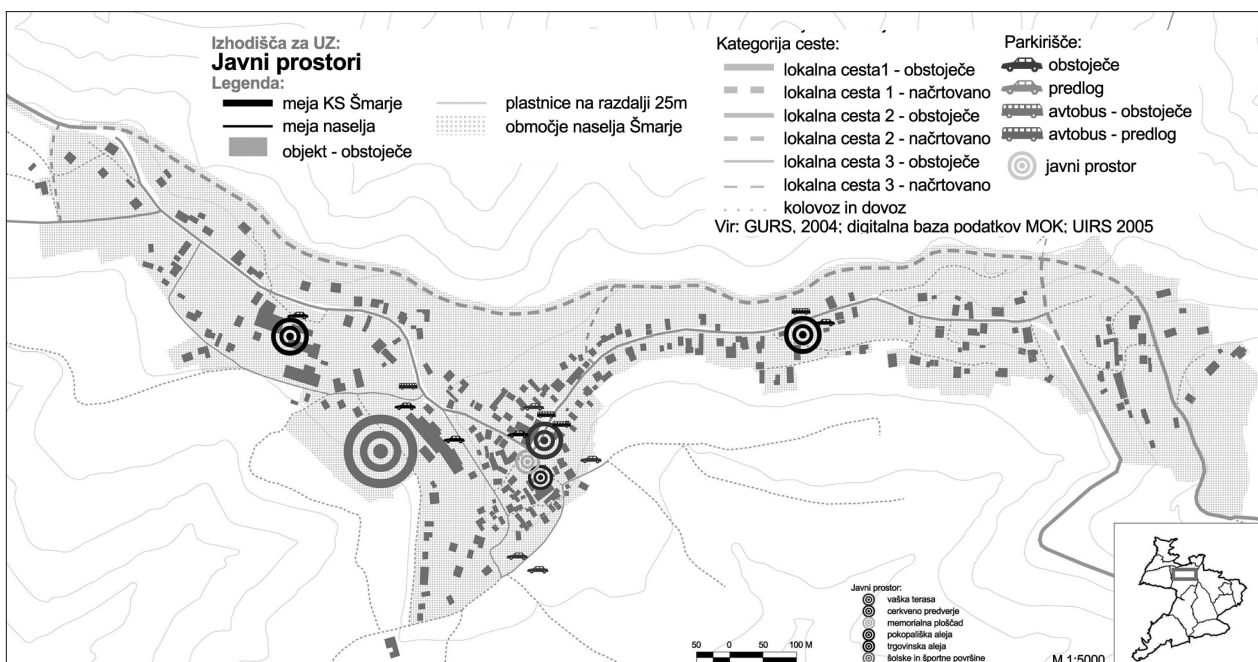 Izhodišča za UZ:
Javni prostori
Legenda:
meja KS Šmarje
meja naselja
objekt - obstoječe
plastnice na razdalji 25m
območje naselja Šmarje
Kategorija ceste:
lokalna cesta1 - obstoječe
lokalna cesta 1 - načrtovano
lokalna cesta 2 - obstoječe
lokalna cesta 2 - načrtovano
lokalna cesta 3 - obstoječe
lokalna cesta 3 - načrtovano
kolovoz in dovoz
Parkirišče:
obstoječe
predlog
avtobus - obstoječe
avtobus - predlog
javni prostor
Vir: GURS, 2004; digitalna baza podatkov MOK; UIRS 2005
Javni prostor:
vaška terasa
cerkveno predverje
memorialna ploščad
pokopališka aleja
trgovinska aleja
šolske in športne površine
50 0 50 100 M
M 1:5000